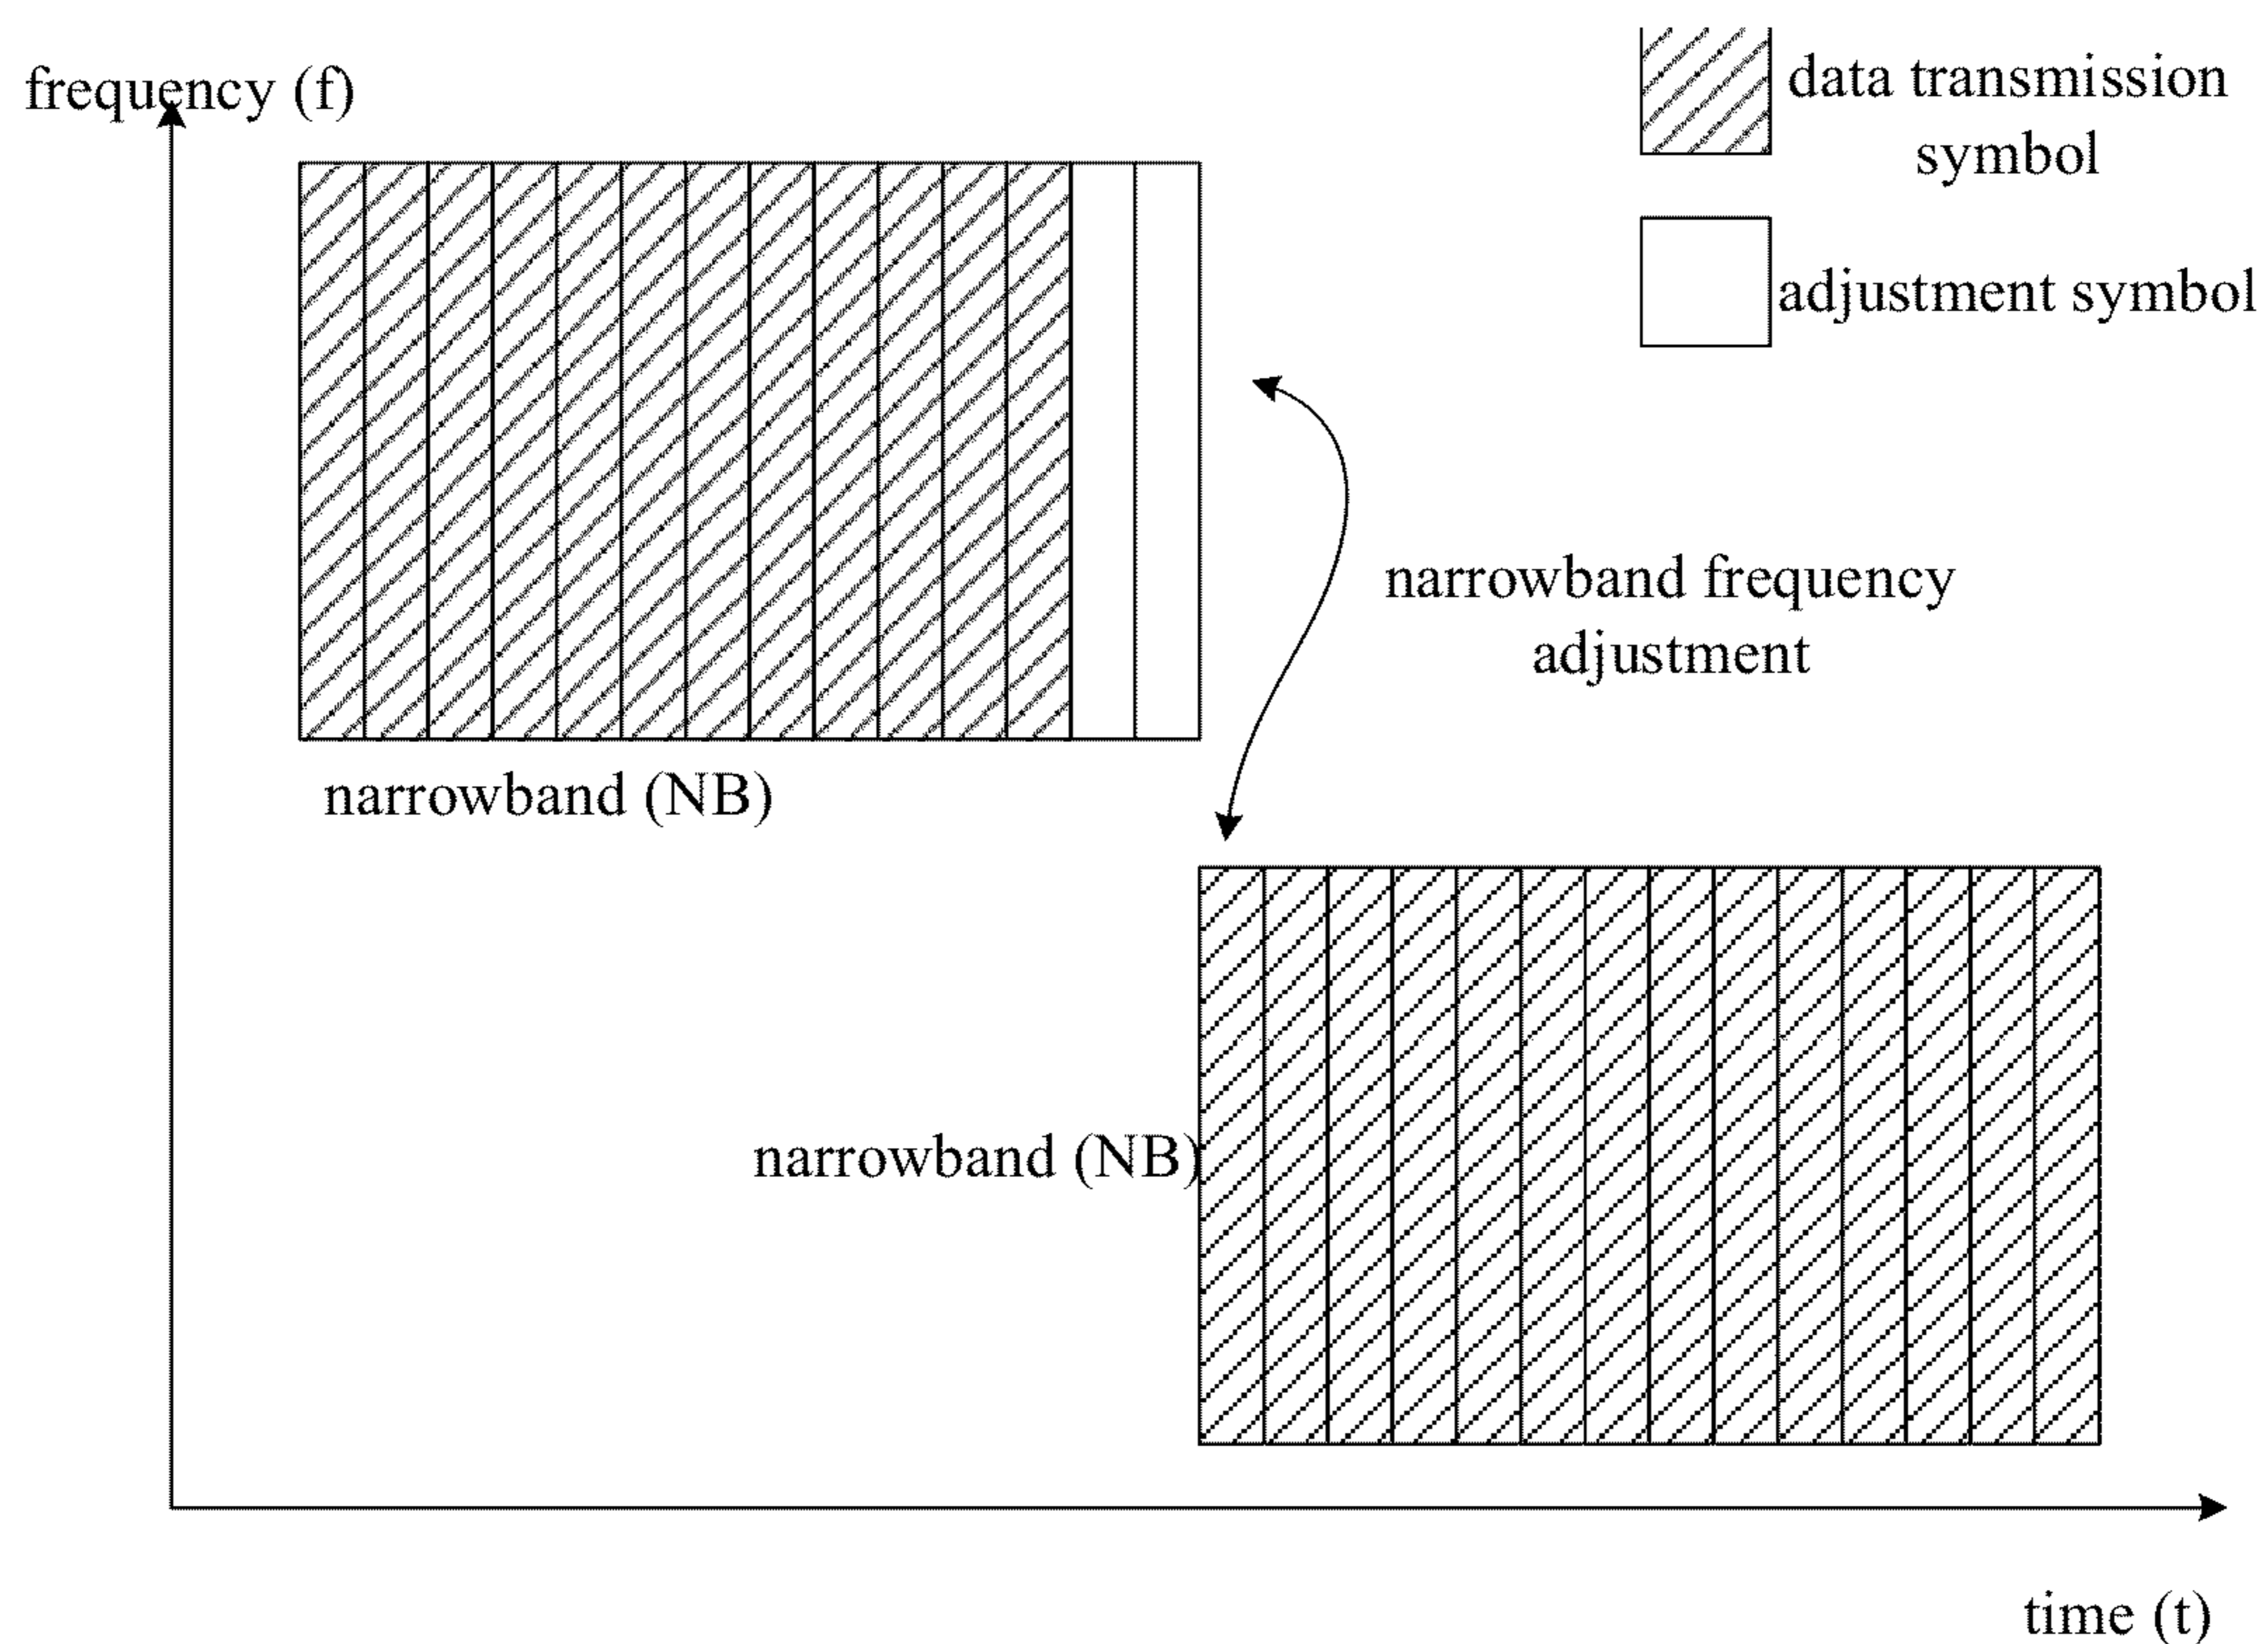 frequency (f)
data transmission
symbol
adjustment symbol
narrowband frequency
adjustment
narrowband (NB)
narrowband (NB)
time (t)